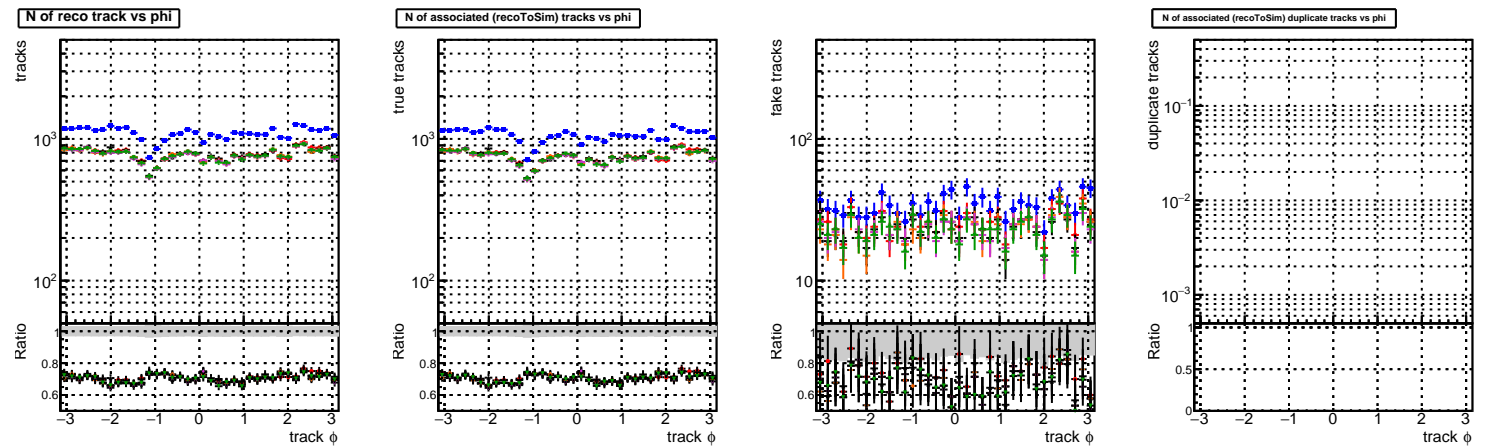 N of reco track vs phi
tracks
10³
10²
Ratio
1
0.8
0.6
−3 −2 −1 0 1 2 3
track ϕ
N of associated (recoToSim) tracks vs phi
true tracks
10³
10²
Ratio
1
0.8
0.6
−3 −2 −1 0 1 2 3
track ϕ
fake tracks
10²
10
Ratio
1
0.8
0.6
−3 −2 −1 0 1 2 3
track ϕ
N of associated (recoToSim) duplicate tracks vs phi
duplicate tracks
10⁻¹
10⁻²
10⁻³
Ratio
1
0.5
0
−3 −2 −1 0 1 2 3
track ϕ